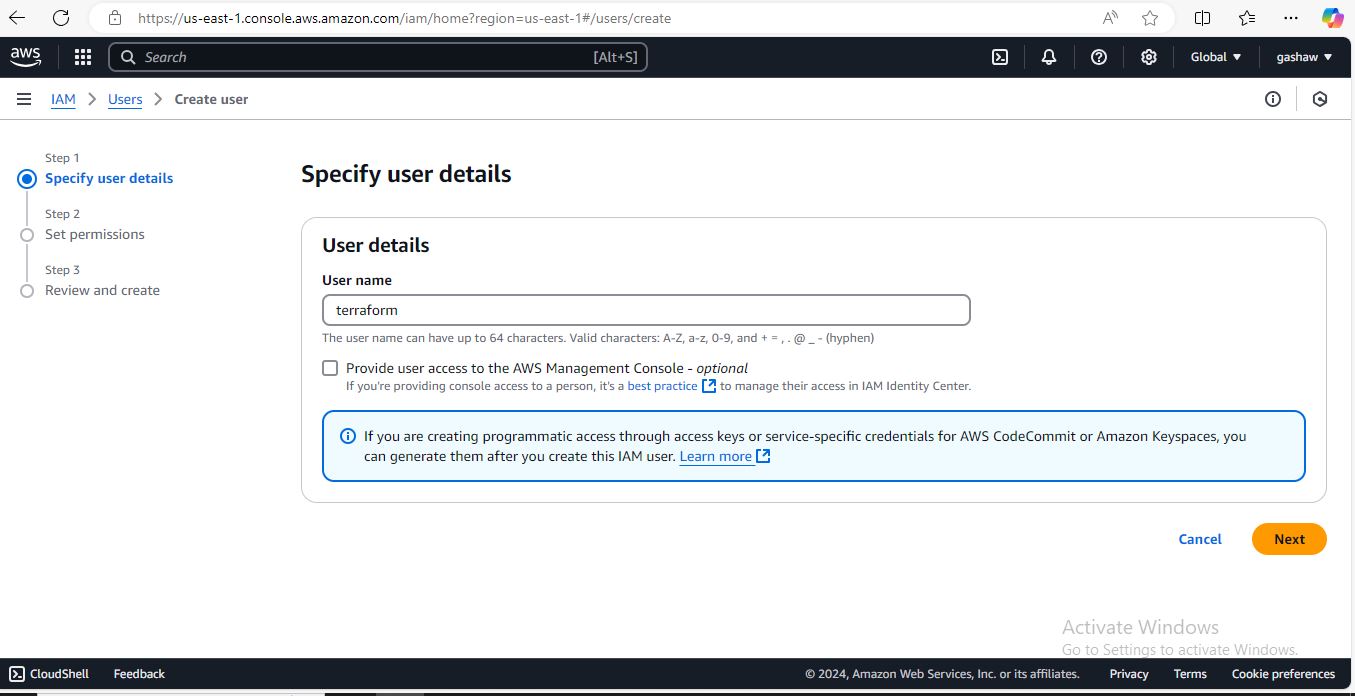 https://us-east-1.console.aws.amazon.com/iam/home?region=us-east-1#/users/create
aws
Search [Alt+S]
Global
gashaw
IAM > Users > Create user
Step 1
Specify user details
Step 2
Set permissions
Step 3
Review and create
Specify user details
User details
User name
terraform
The user name can have up to 64 characters. Valid characters: A-Z, a-z, 0-9, and + = , . @ _ - (hyphen)
Provide user access to the AWS Management Console - optional
If you're providing console access to a person, it's a best practice to manage their access in IAM Identity Center.
If you are creating programmatic access through access keys or service-specific credentials for AWS CodeCommit or Amazon Keyspaces, you
can generate them after you create this IAM user. Learn more
Cancel
Next
Activate Windows
Go to Settings to activate Windows.
CloudShell
Feedback
© 2024, Amazon Web Services, Inc. or its affiliates.
Privacy
Terms
Cookie preferences